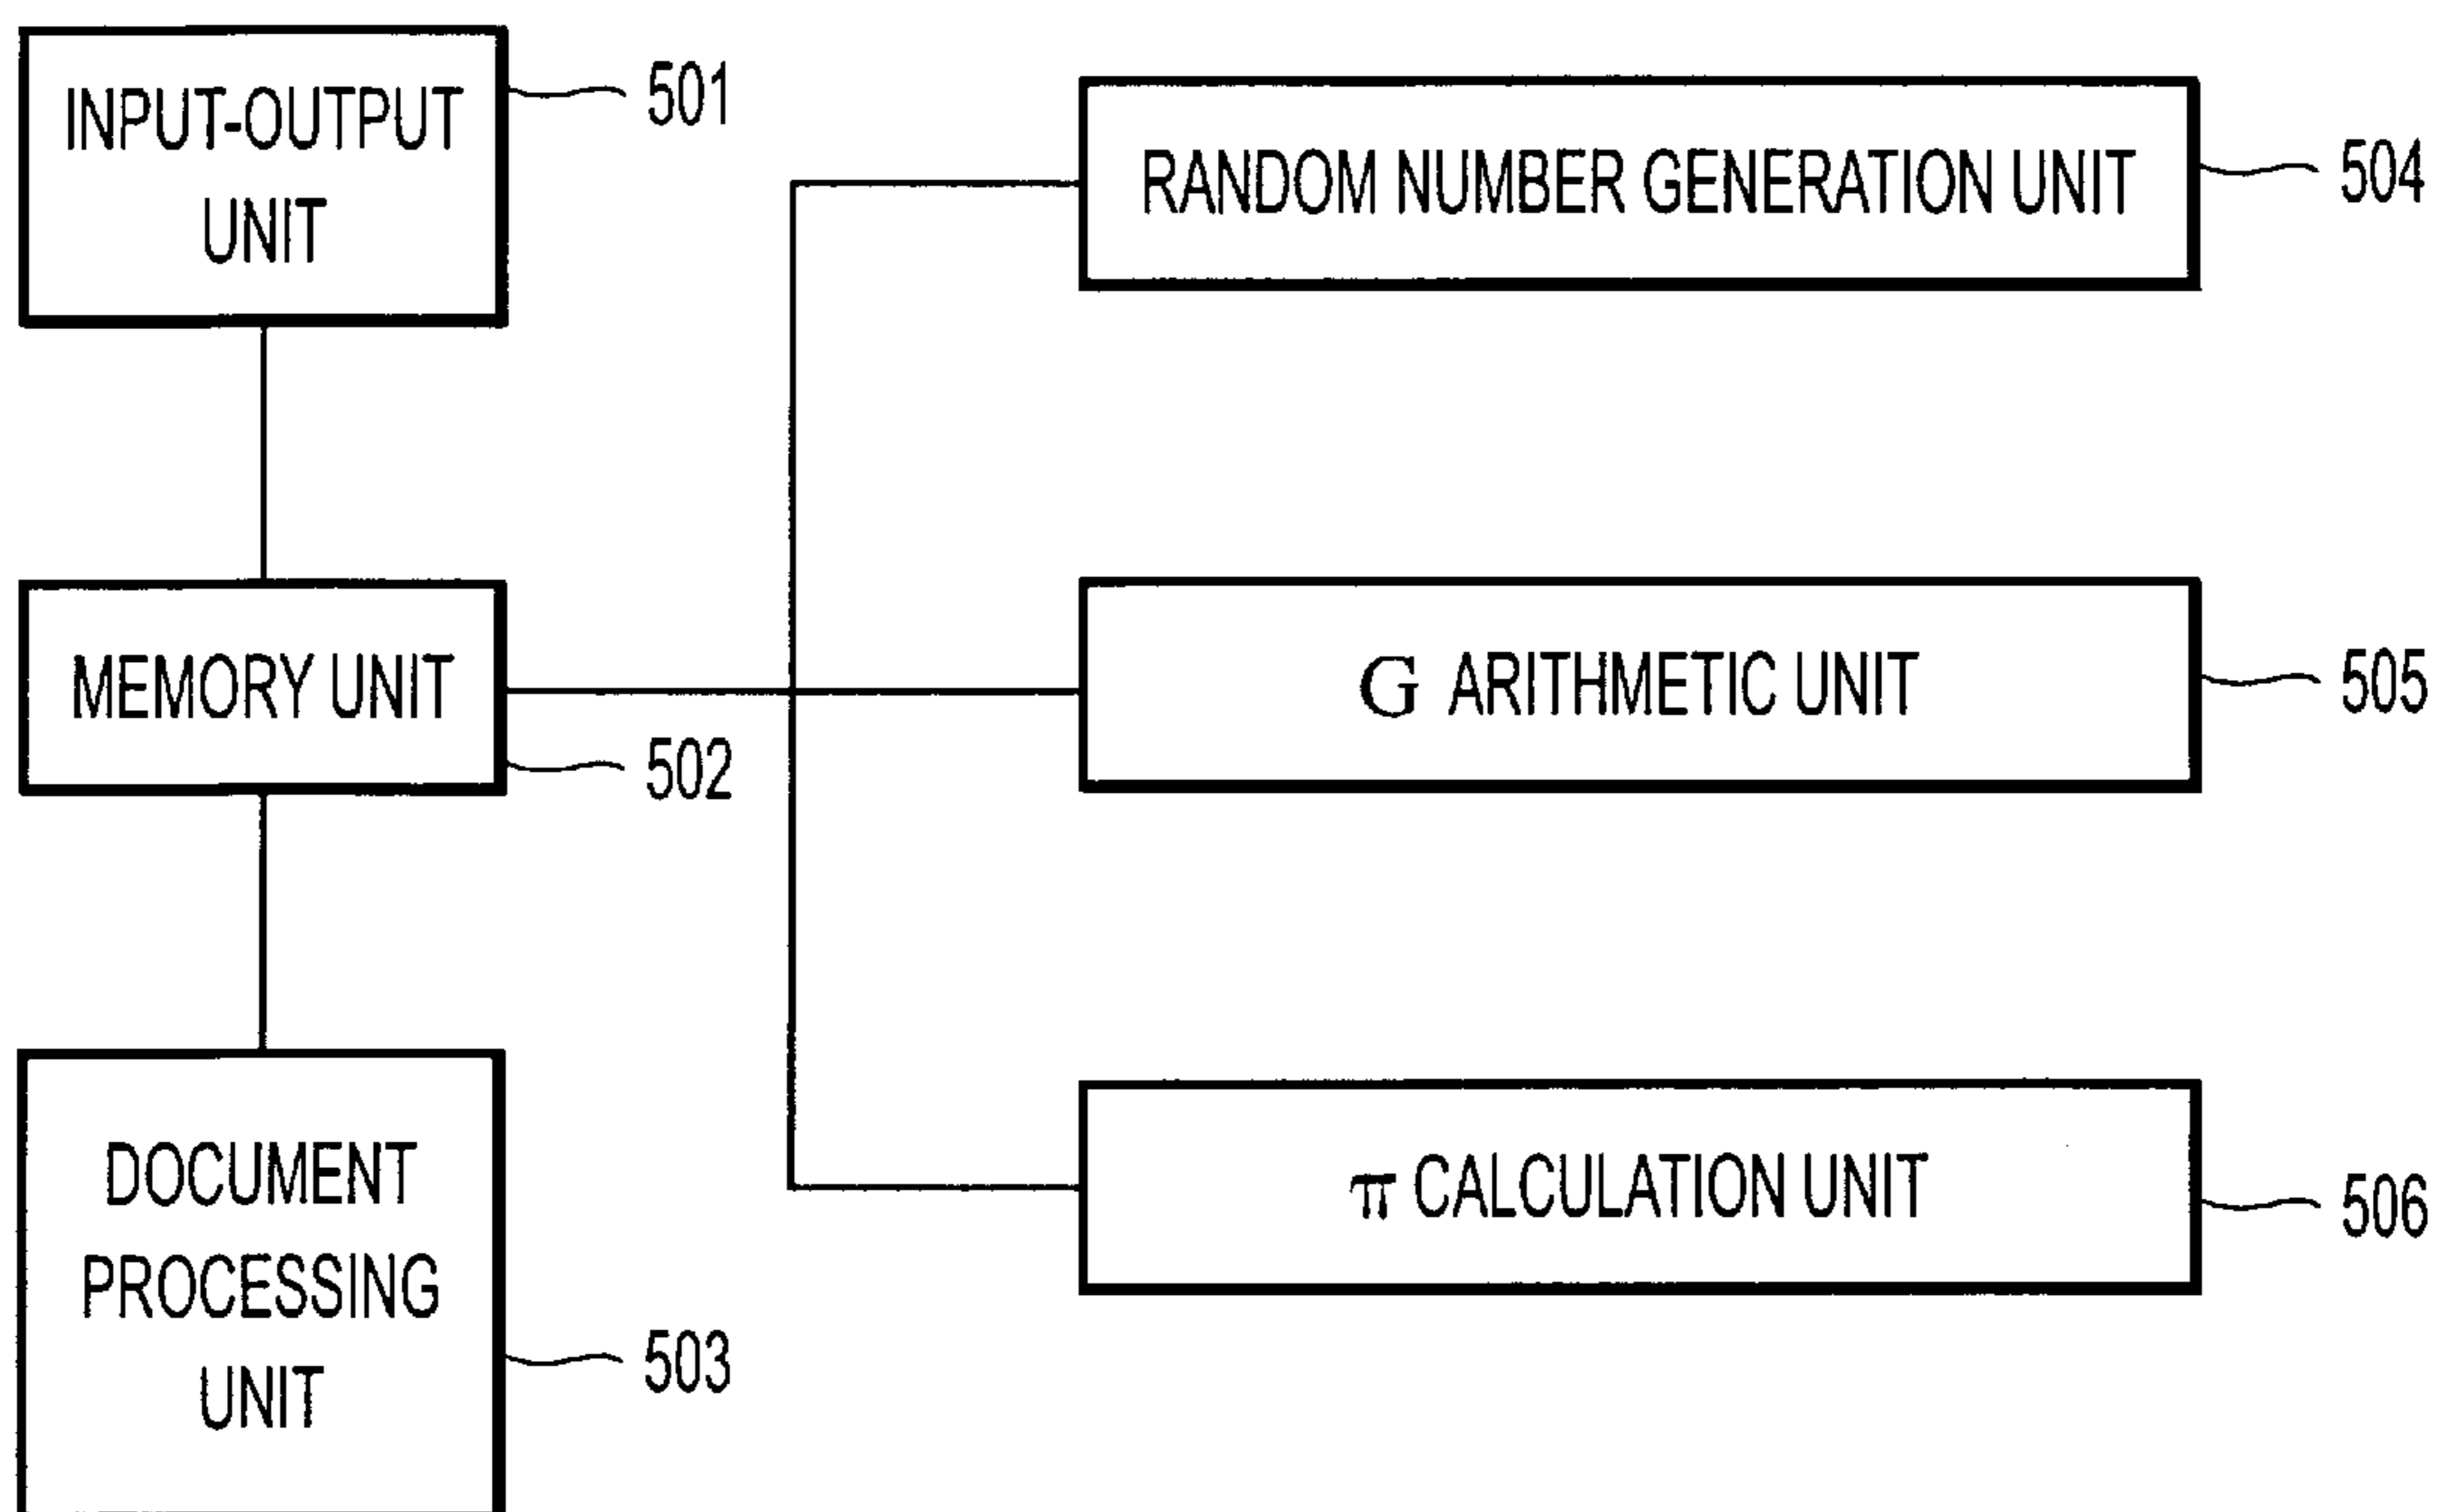 INPUT-OUTPUT
UNIT
501
RANDOM NUMBER GENERATION UNIT
504
MEMORY UNIT
502
G ARITHMETIC UNIT
505
DOCUMENT
PROCESSING
UNIT
503
π CALCULATION UNIT
506